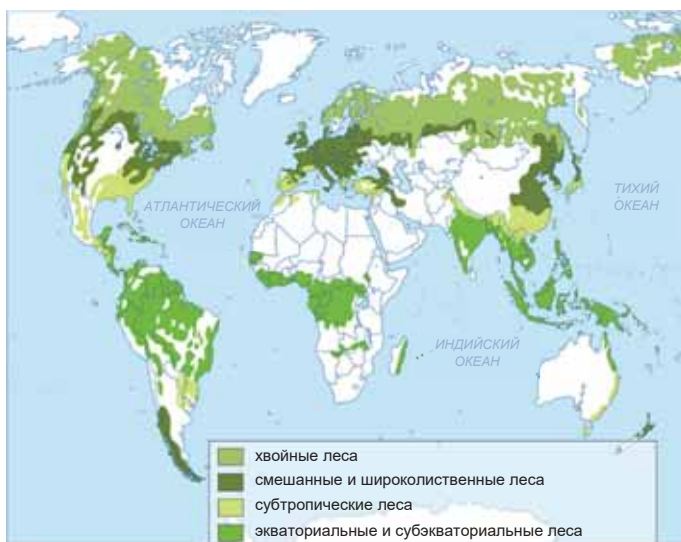 АТЛАНТИЧЕСКИЙ
ОКЕАН
ТИХИЙ
ОКЕАН
ИНДИЙСКИЙ
ОКЕАН
хвойные леса
смешанные и широколиственные леса
субтропические леса
экваториальные и субэкваториальные леса